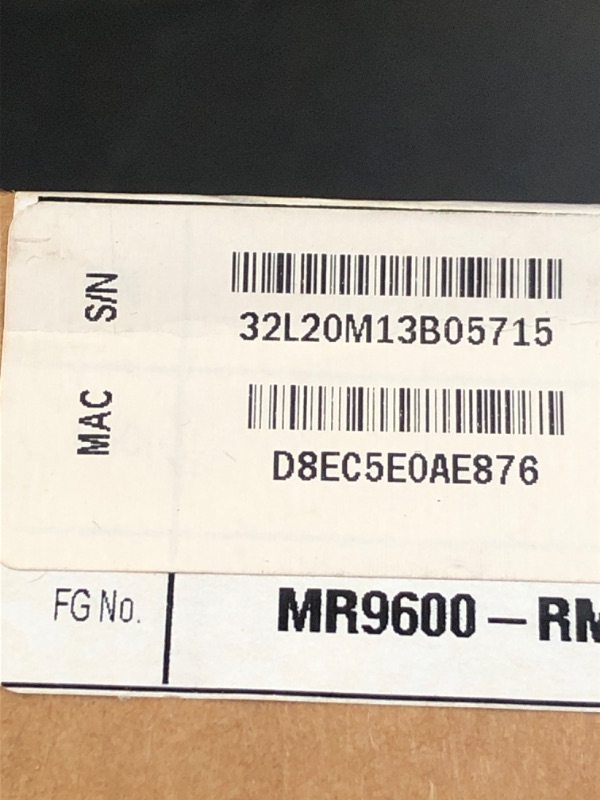 S/N 32L20M13B05715
MAC D8EC5E0AE876
FG No. MR9600-RM